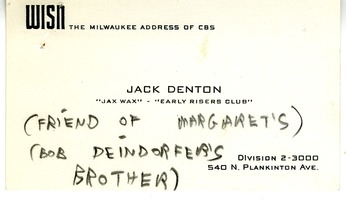 WISN THE MILWAUKEE ADDRESS OF CBS
JACK DENTON
"JAX WAX" - "EARLY RISERS CLUB"
(FRIEND OF MARGARET'S)
(BOB DEINDORFER'S
BROTHER)
DIVISION 2-3000
540 N. PLANKINTON AVE.